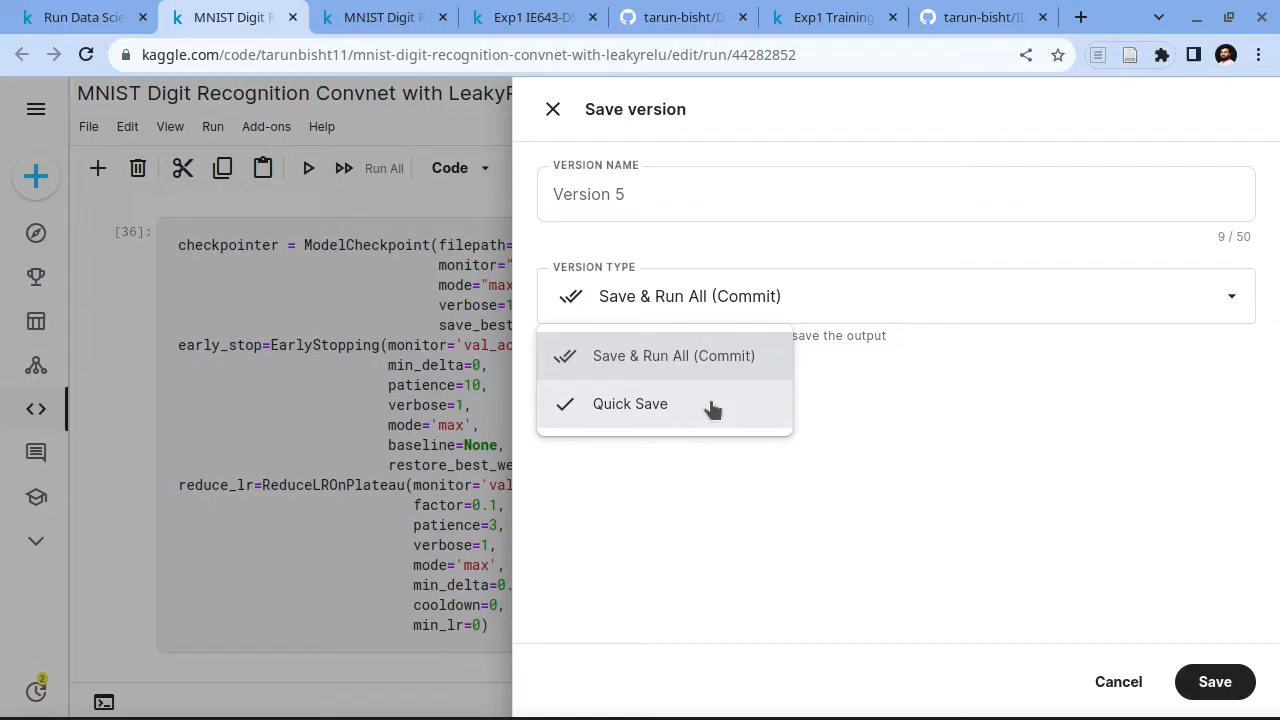 Run Data Scie
MNIST Digit R
MNIST Digit R
Exp1 IE643-DS
tarun-bisht/D
Exp1 Training
tarun-bisht/II
kaggle.com/code/tarunbisht11/mnist-digit-recognition-convnet-with-leakyrelu/edit/run/44282852
MNIST Digit Recognition Convnet with LeakyR
File Edit View Run Add-ons Help
Run All Code
[36]:
checkpointer = ModelCheckpoint(filepath=
monitor="
mode="max
verbose=1
save_best
early_stop=EarlyStopping(monitor='val_ac
min_delta=0,
patience=10,
verbose=1,
mode='max',
baseline=None,
restore_best_we
reduce_lr=ReduceLROnPlateau(monitor='val
factor=0.1,
patience=3,
verbose=1,
mode='max',
min_delta=0.
cooldown=0,
min_lr=0)
2
Save version
VERSION NAME
Version 5
9 / 50
VERSION TYPE
Save & Run All (Commit)
save the output
Save & Run All (Commit)
Quick Save
Cancel Save